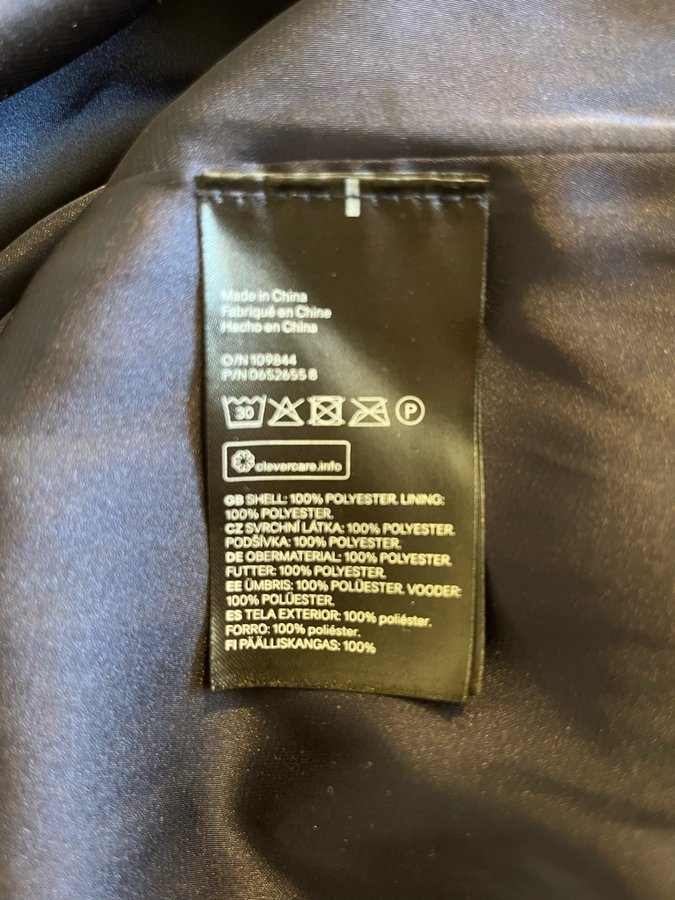 Made in China
Fabriqué en Chine
Hecho en China
O/N 109844
P/N 0652655 8
30
P
clevercare.info
GB SHELL: 100% POLYESTER. LINING:
100% POLYESTER.
CZ SVRCHNÍ LÁTKA: 100% POLYESTER.
PODŠÍVKA: 100% POLYESTER.
DE OBERMATERIAL: 100% POLYESTER.
FUTTER: 100% POLYESTER.
EE ÜMBRIS: 100% POLÜESTER. VOODER:
100% POLÜESTER.
ES TELA EXTERIOR: 100% poliéster.
FORRO: 100% poliéster.
FI PÄÄLLISKANGAS: 100%